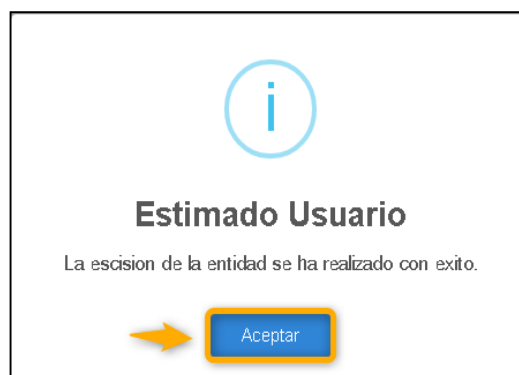 i
Estimado Usuario
La escision de la entidad se ha realizado con exito.
Aceptar